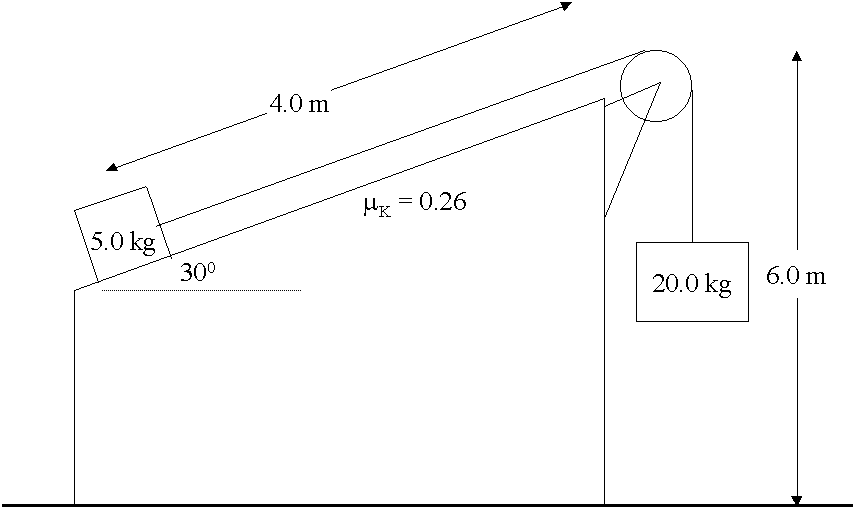 4.0 m
μK = 0.26
5.0 kg
30⁰
20.0 kg
6.0 m